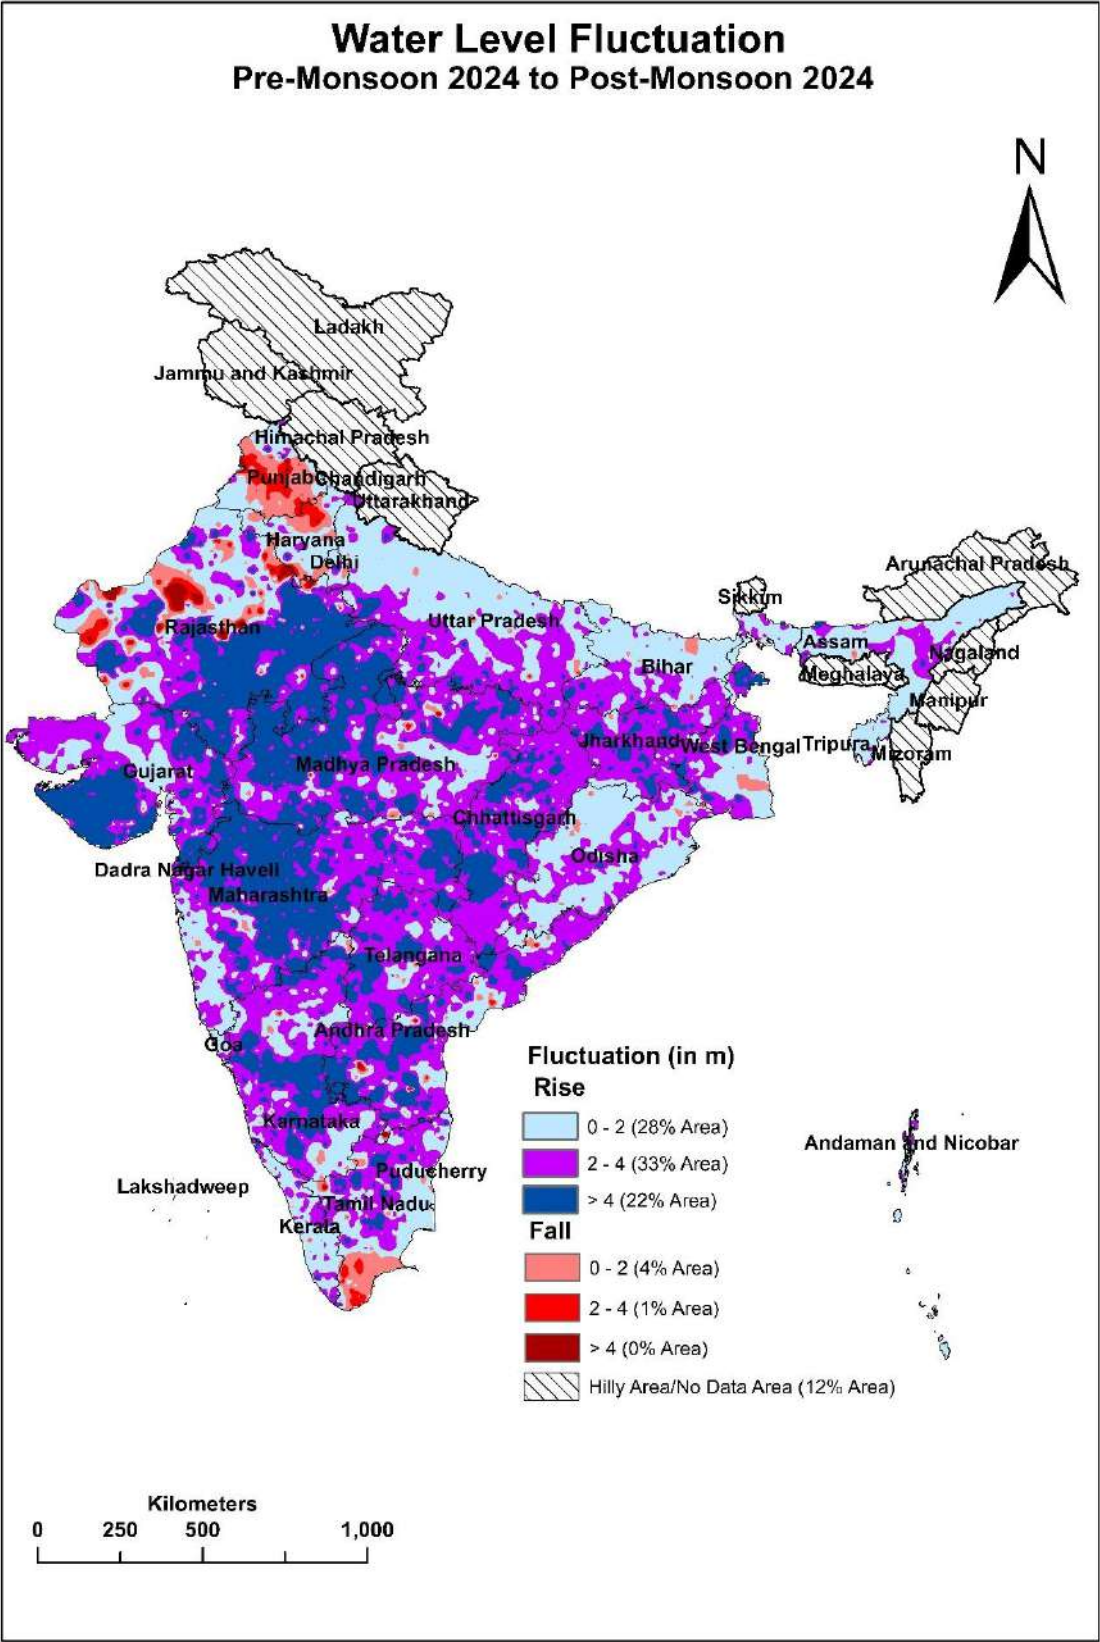 Water Level Fluctuation
Pre-Monsoon 2024 to Post-Monsoon 2024
N
Ladakh
Jammu and Kashmir
Himachal Pradesh
Punjab
Chandigarh
Uttarakhand
Haryana
Delhi
Arunachal Pradesh
Sikkim
Rajasthan
Uttar Pradesh
Assam
Nagaland
Bihar
Meghalaya
Manipur
Jharkhand
West Bengal
Tripura
Mizoram
Gujarat
Madhya Pradesh
Chhattisgarh
Odisha
Dadra Nagar Haveli
Maharashtra
Telangana
Andhra Pradesh
Goa
Karnataka
Puducherry
Lakshadweep
Tamil Nadu
Kerala
Andaman and Nicobar
Fluctuation (in m)
Rise
0 - 2 (28% Area)
2 - 4 (33% Area)
> 4 (22% Area)
Fall
0 - 2 (4% Area)
2 - 4 (1% Area)
> 4 (0% Area)
Hilly Area/No Data Area (12% Area)
Kilometers
0 250 500 1,000